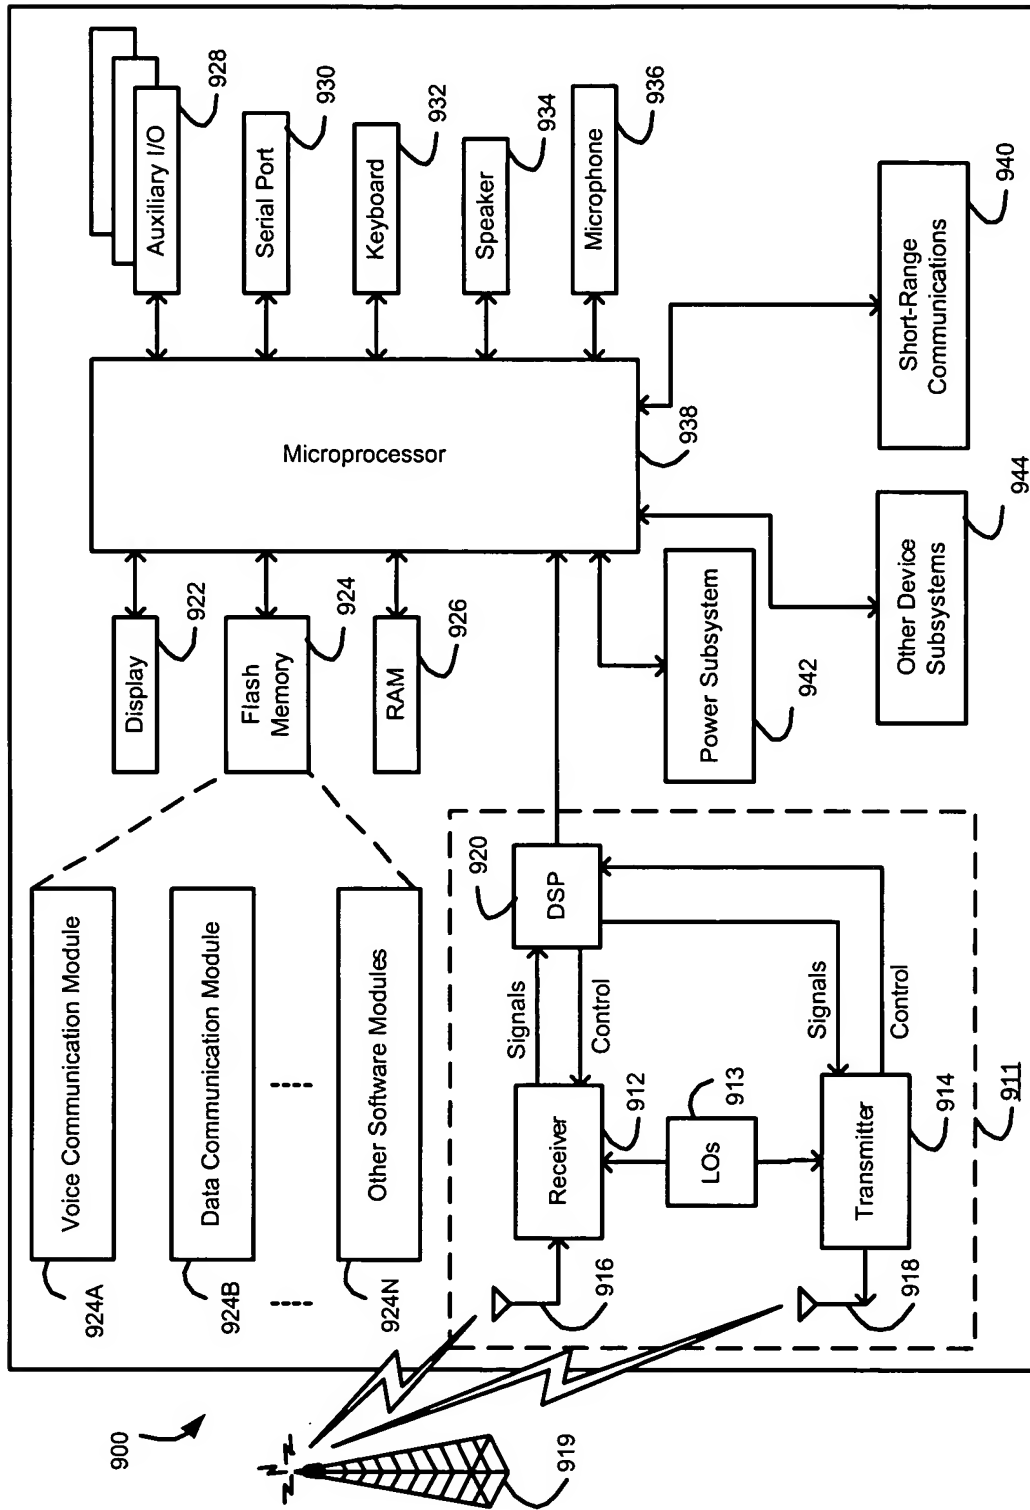 900
919
924A
Voice Communication Module
924B
Data Communication Module
924N
Other Software Modules
Display
922
Flash
Memory
924
RAM
926
Microprocessor
938
Auxiliary I/O
928
Serial Port
930
Keyboard
932
Speaker
934
Microphone
936
916
918
Receiver
912
LOs
913
Transmitter
914
Signals
Control
Signals
Control
DSP
920
911
Power Subsystem
942
Other Device
Subsystems
944
Short-Range
Communications
940